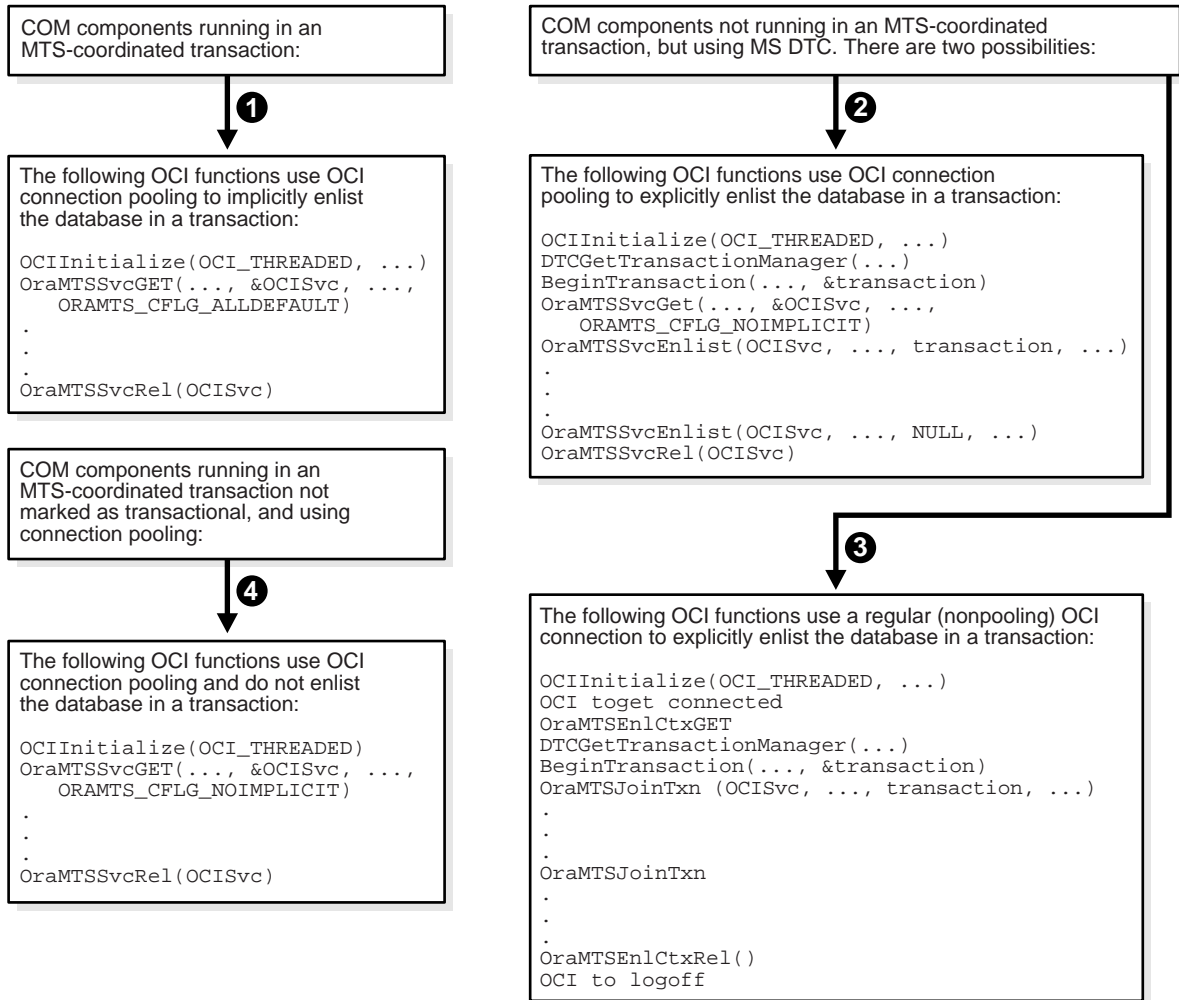 COM components running in an
MTS-coordinated transaction:
1
The following OCI functions use OCI
connection pooling to implicitly enlist
the database in a transaction:
OCIInitialize(OCI_THREADED, ...)
OraMTSSvcGET(..., &OCISvc, ...,
ORAMTS_CFLG_ALLDEFAULT)
.
.
.
OraMTSSvcRel(OCISvc)
COM components running in an
MTS-coordinated transaction not
marked as transactional, and using
connection pooling:
4
The following OCI functions use OCI
connection pooling and do not enlist
the database in a transaction:
OCIInitialize(OCI_THREADED)
OraMTSSvcGET(..., &OCISvc, ...,
ORAMTS_CFLG_NOIMPLICIT)
.
.
.
OraMTSSvcRel(OCISvc)
COM components not running in an MTS-coordinated
transaction, but using MS DTC. There are two possibilities:
2
The following OCI functions use OCI connection
pooling to explicitly enlist the database in a transaction:
OCIInitialize(OCI_THREADED, ...)
DTCGetTransactionManager(...)
BeginTransaction(..., &transaction)
OraMTSSvcGet(..., &OCISvc, ...,
ORAMTS_CFLG_NOIMPLICIT)
OraMTSSvcEnlist(OCISvc, ..., transaction, ...)
.
.
.
OraMTSSvcEnlist(OCISvc, ..., NULL, ...)
OraMTSSvcRel(OCISvc)
3
The following OCI functions use a regular (nonpooling) OCI
connection to explicitly enlist the database in a transaction:
OCIInitialize(OCI_THREADED, ...)
OCI toget connected
OraMTSEnlCtxGET
DTCGetTransactionManager(...)
BeginTransaction(..., &transaction)
OraMTSJoinTxn (OCISvc, ..., transaction, ...)
.
.
.
OraMTSJoinTxn
.
.
.
OraMTSEnlCtxRel()
OCI to logoff